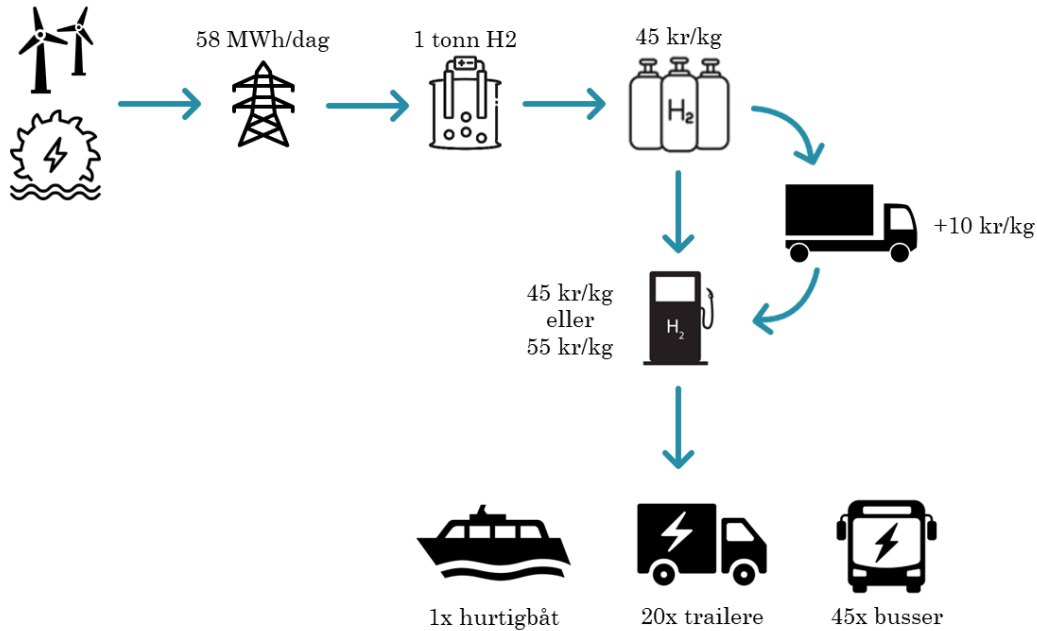 58 MWh/dag
1 tonn H2
45 kr/kg
H₂
+10 kr/kg
45 kr/kg
eller
55 kr/kg
H₂
1x hurtigbåt
20x trailere
45x busser